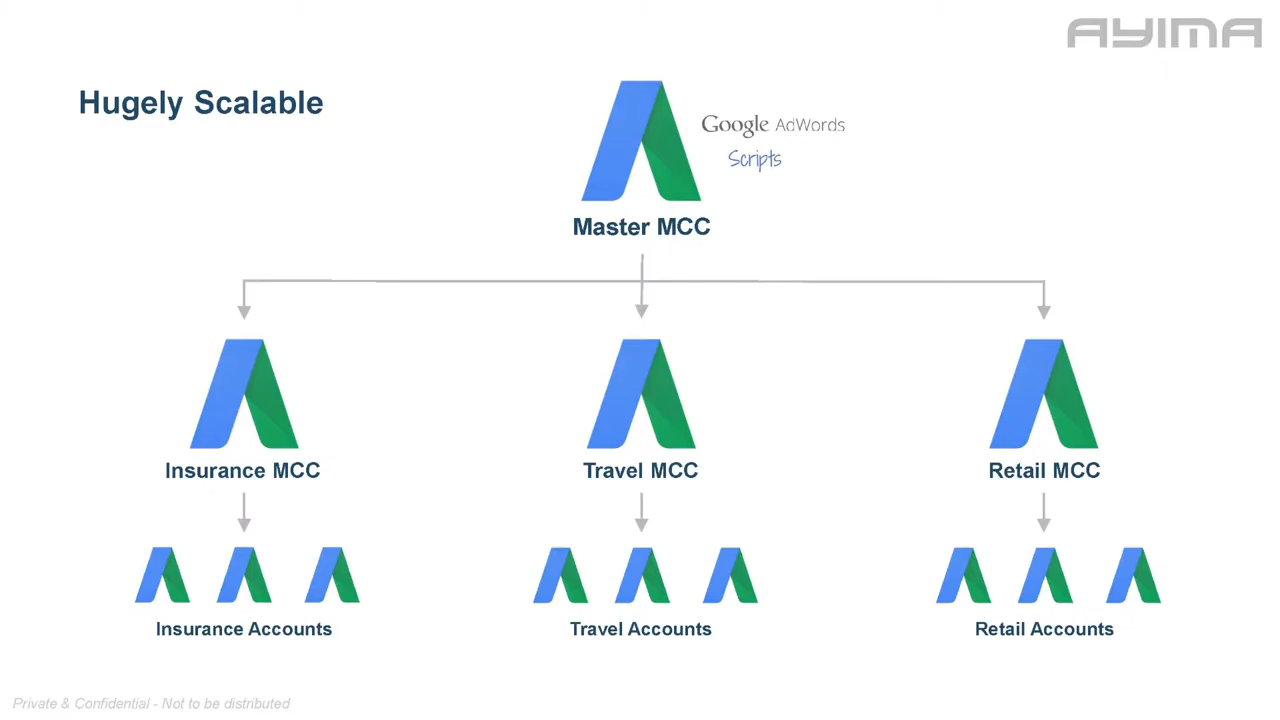 AYIMA
Hugely Scalable
Google AdWords
Scripts
Master MCC
Insurance MCC
Travel MCC
Retail MCC
Insurance Accounts
Travel Accounts
Retail Accounts
Private & Confidential - Not to be distributed